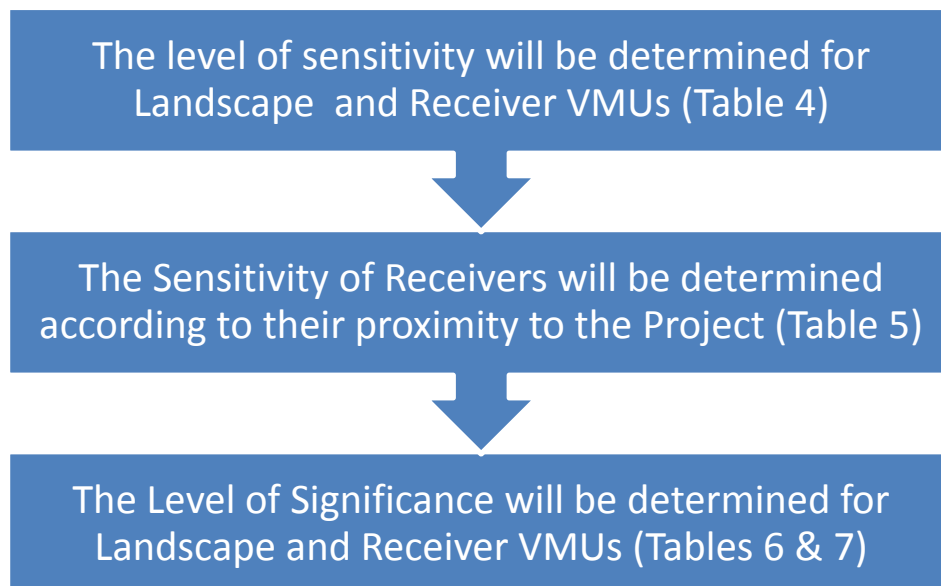 The level of sensitivity will be determined for
Landscape and Receiver VMUs (Table 4)
The Sensitivity of Receivers will be determined
according to their proximity to the Project (Table 5)
The Level of Significance will be determined for
Landscape and Receiver VMUs (Tables 6 & 7)